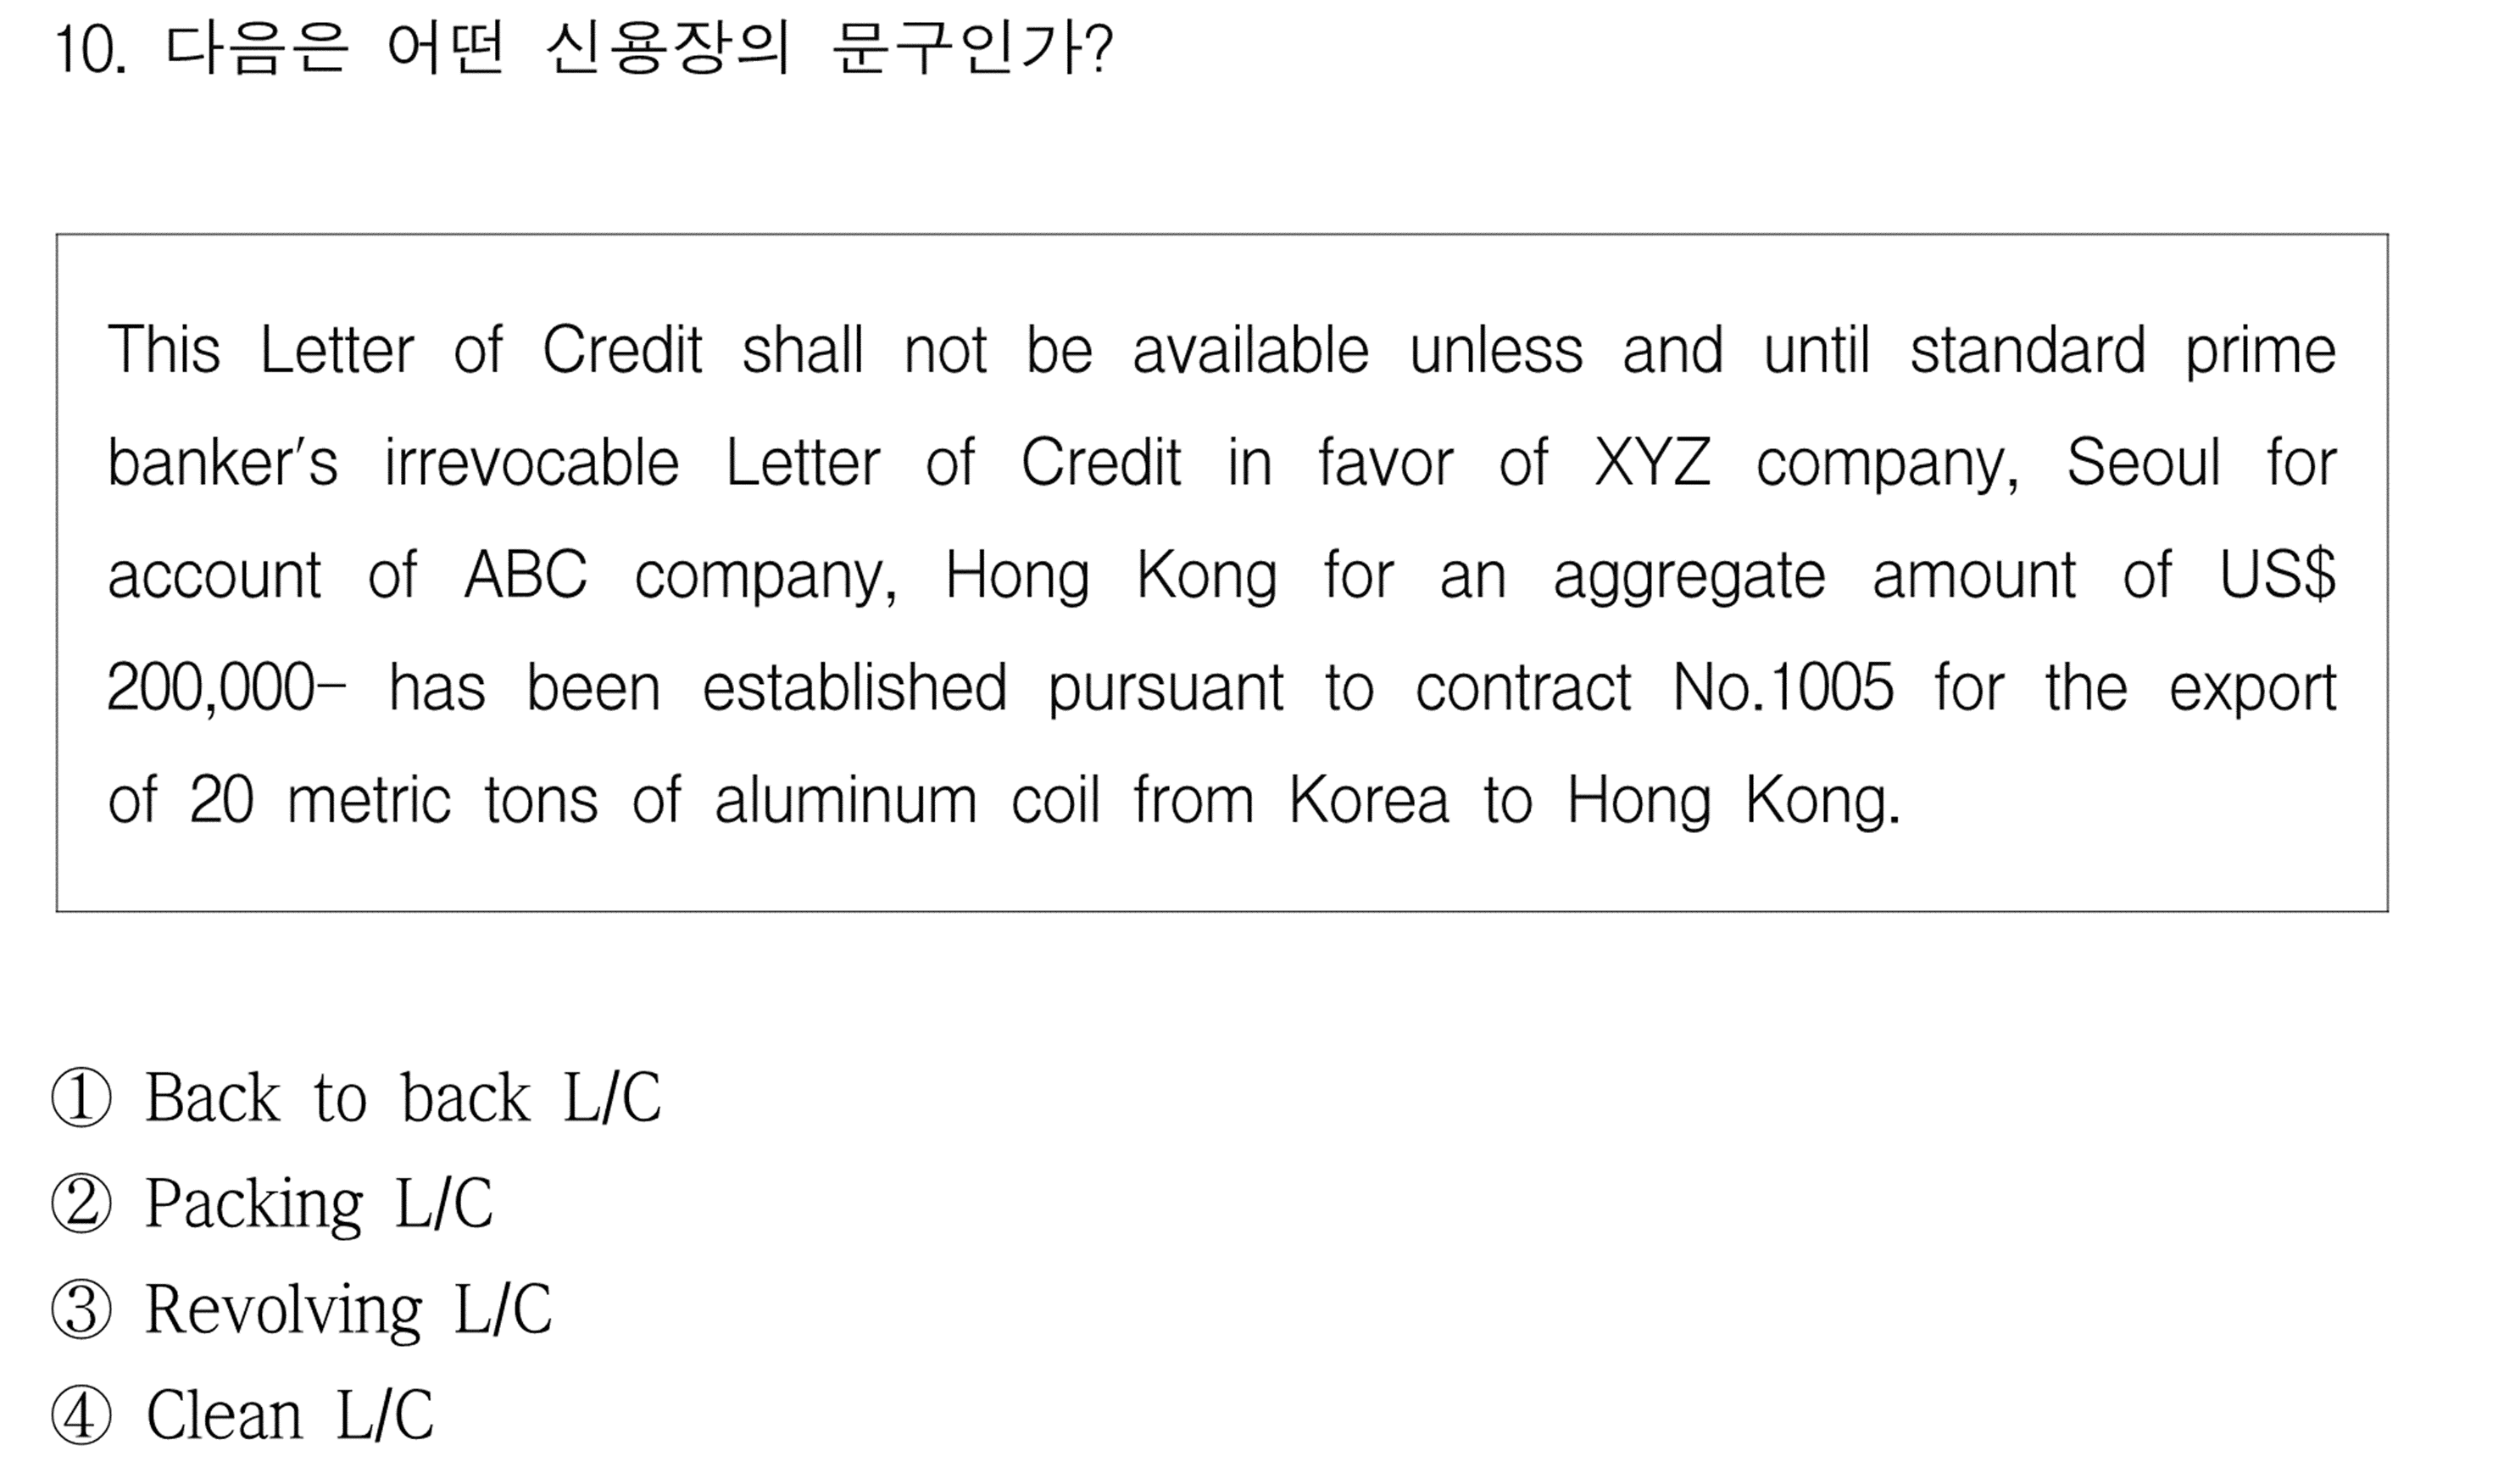 10. 다음은 어떤 신용장의 문구인가?
This Letter of Credit shall not be available unless and until standard prime
banker's irrevocable Letter of Credit in favor of XYZ company, Seoul for
account of ABC company, Hong Kong for an aggregate amount of US$
200,000- has been established pursuant to contract No.1005 for the export
of 20 metric tons of aluminum coil from Korea to Hong Kong.
① Back to back L/C
② Packing L/C
③ Revolving L/C
④ Clean L/C